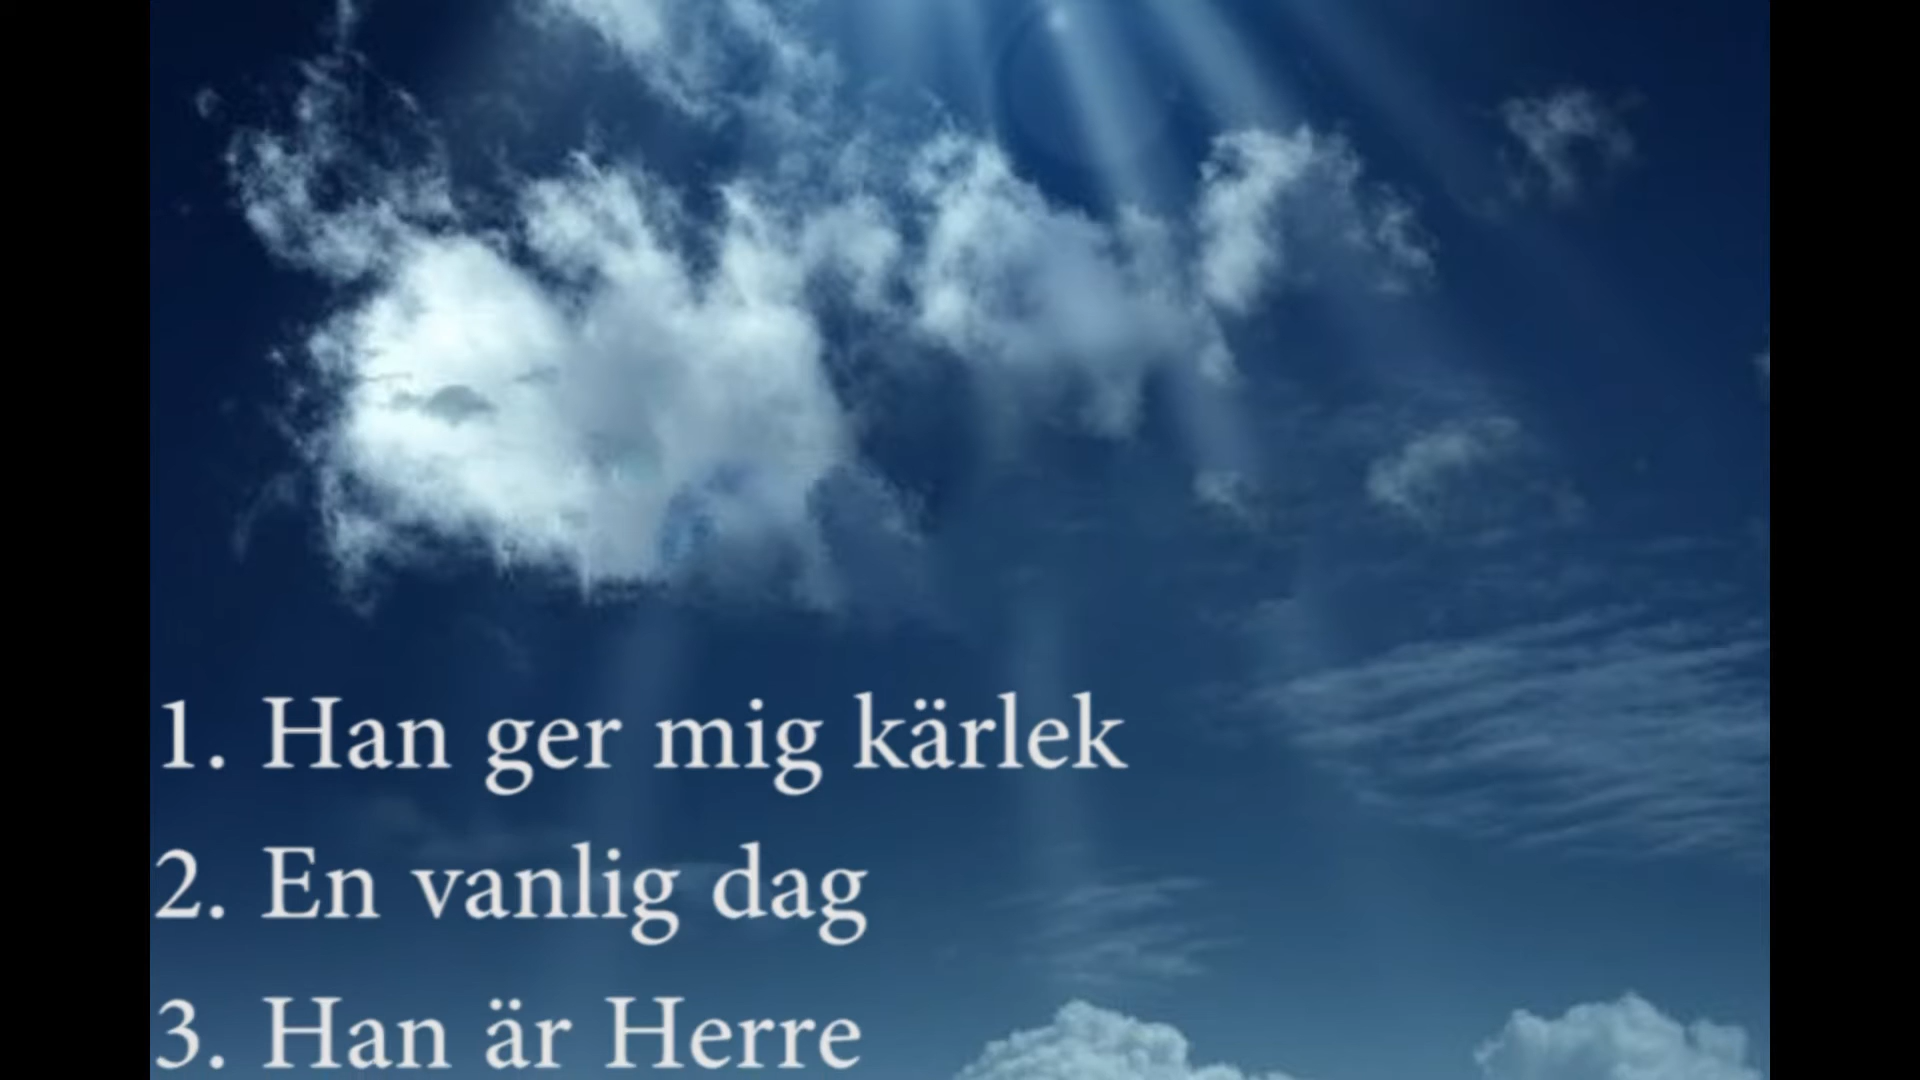 1. Han ger mig kärlek
2. En vanlig dag
3. Han är Herre